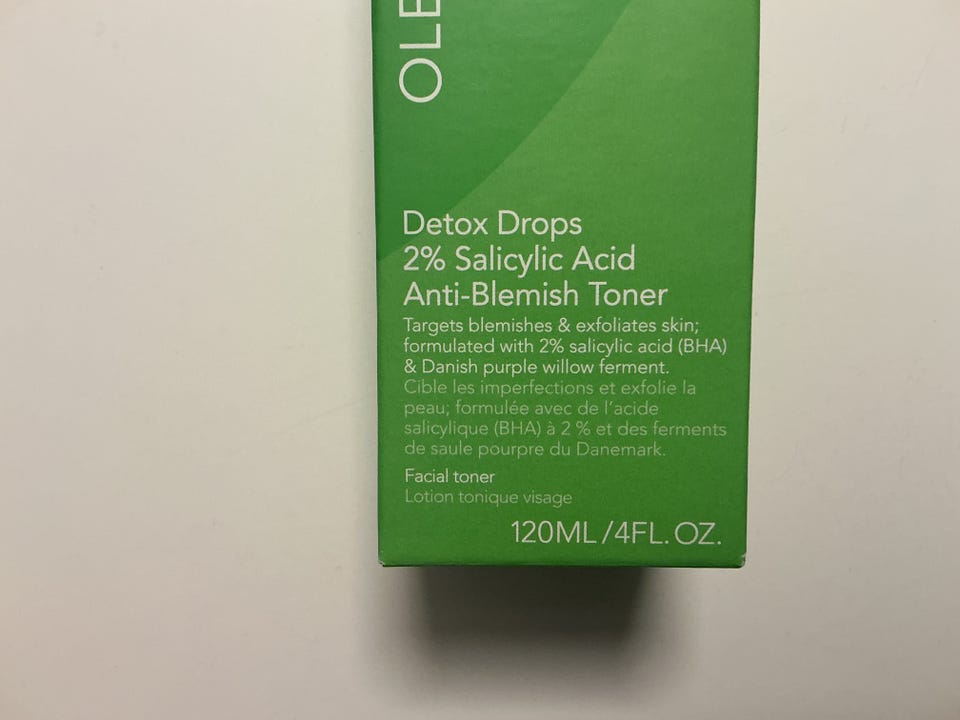 Detox Drops
2% Salicylic Acid
Anti-Blemish Toner
Targets blemishes & exfoliates skin;
formulated with 2% salicylic acid (BHA)
& Danish purple willow ferment.
Cible les imperfections et exfolie la
peau; formulée avec de l'acide
salicylique (BHA) à 2 % et des ferments
de saule pourpre du Danemark.
Facial toner
Lotion tonique visage
120ML/4FL. OZ.